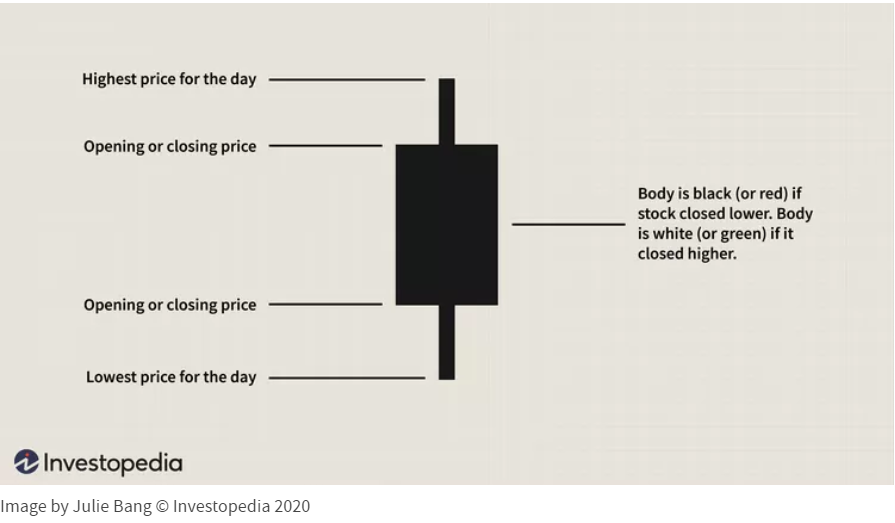 Highest price for the day
Opening or closing price
Body is black (or red) if
stock closed lower. Body
is white (or green) if it
closed higher.
Opening or closing price
Lowest price for the day
Investopedia
Image by Julie Bang © Investopedia 2020